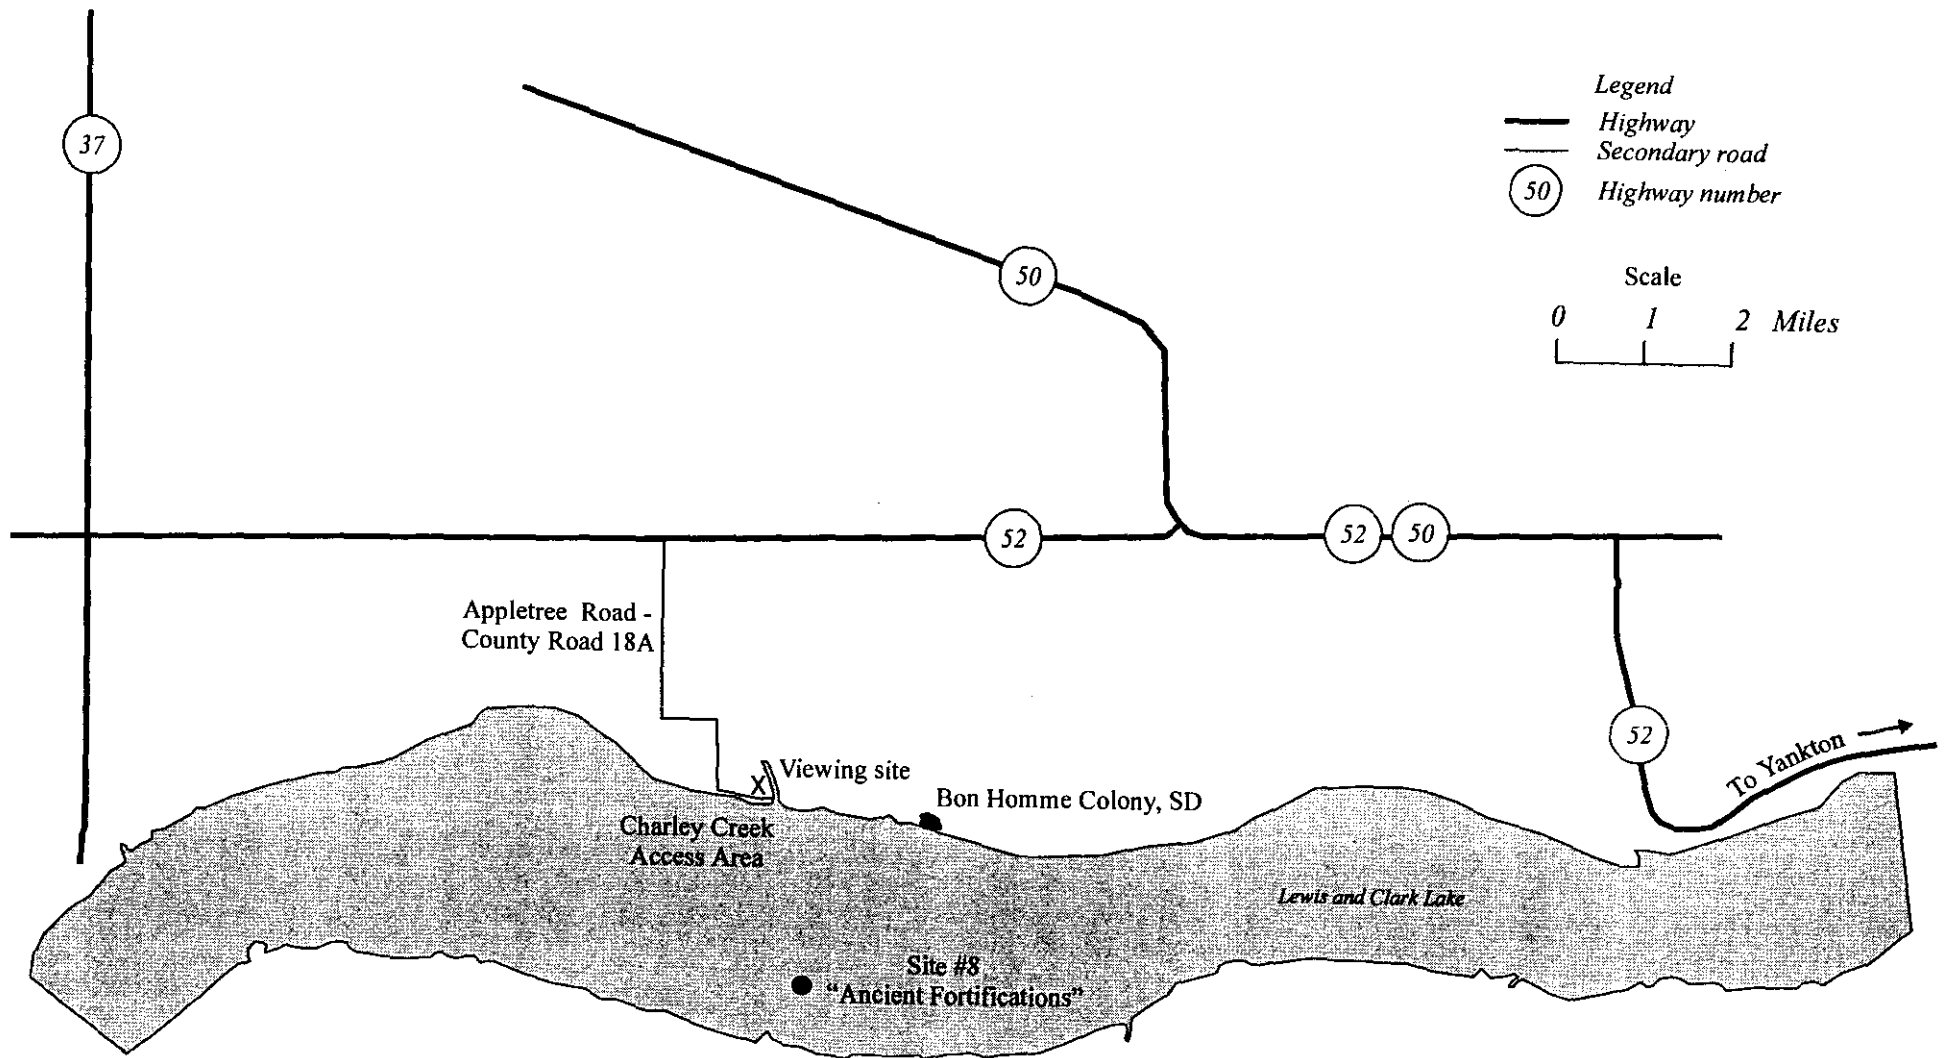 Legend
Highway
Secondary road
50 Highway number
Scale
0 1 2 Miles
37
50
52
52 50
Appletree Road -
County Road 18A
52
To Yankton
X Viewing site
Bon Homme Colony, SD
Charley Creek
Access Area
Lewis and Clark Lake
Site #8
"Ancient Fortifications"